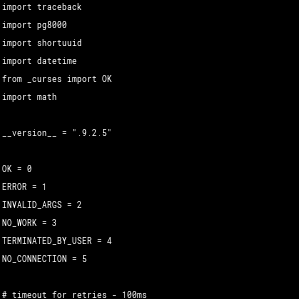 import traceback
import pg8000
import shortuuid
import datetime
from _curses import OK
import math
__version__ = ".9.2.5"
OK = 0
ERROR = 1
INVALID_ARGS = 2
NO_WORK = 3
TERMINATED_BY_USER = 4
NO_CONNECTION = 5
# timeout for retries - 100ms